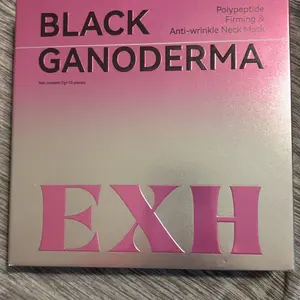 BLACK
GANODERMA
Polypeptide
Firming &
Anti-wrinkle Neck Mask
EXH